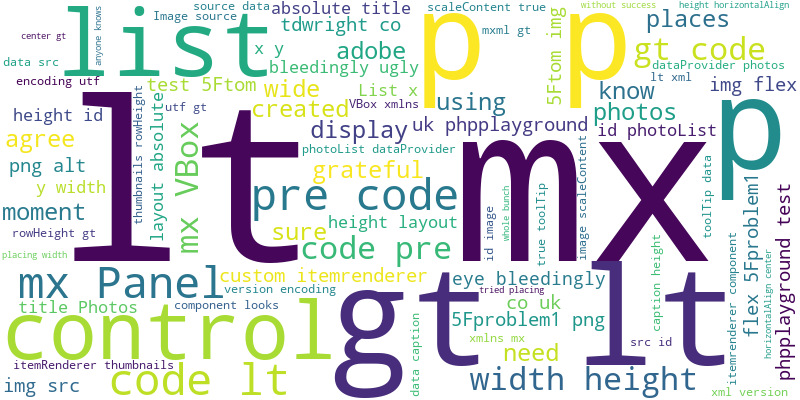 source data
absolute title
scaleContent true
without success
height horizontalAlign
center gt
anyone knows
Image source
list
tdwright co
mxml gt
p
p
places
x y
adobe
5Ftom img
gt code
data src
bleedingly ugly
dataProvider photos
encoding utf
test 5Ftom
wide
List x
know
lt xml
img flex
height id
utf gt
thumbnails rowHeight
created
VBox xmlns
using
photos
p
agree
lt
mx
display
uk phpplayground
id photoList
mx VBox
layout absolute
photoList dataProvider
png alt
grateful
y width
pre code
id image
whole bunch
true toolTip
image scaleContent
toolTip data
moment
height layout
flex 5Fproblem1
phpplayground test
rowHeight gt
sure
code pre
placing width
mx Panel
custom itemrenderer
gt
eye bleedingly
lt
itemrenderer component
horizontalAlign center
caption height
version encoding
tried placing
title Photos
component looks
co uk
control
5Fproblem1 png
xmlns mx
need
src id
itemRenderer thumbnails
data caption
img src
code lt
width height
xml version